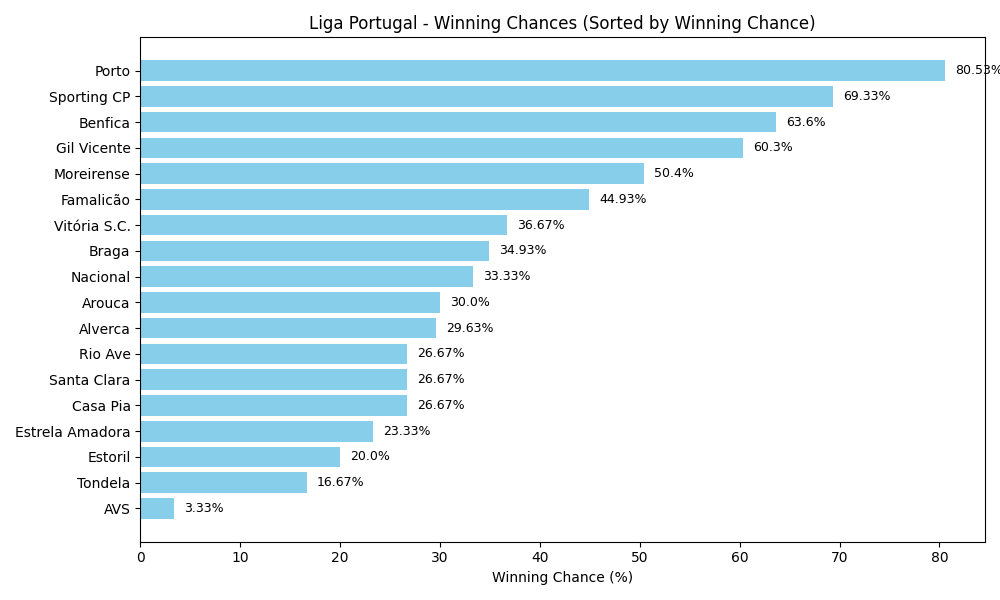 Liga Portugal - Winning Chances (Sorted by Winning Chance)
Porto 80.53%
Sporting CP 69.33%
Benfica 63.6%
Gil Vicente 60.3%
Moreirense 50.4%
Famalicão 44.93%
Vitória S.C. 36.67%
Braga 34.93%
Nacional 33.33%
Arouca 30.0%
Alverca 29.63%
Rio Ave 26.67%
Santa Clara 26.67%
Casa Pia 26.67%
Estrela Amadora 23.33%
Estoril 20.0%
Tondela 16.67%
AVS 3.33%
0 10 20 30 40 50 60 70 80
Winning Chance (%)